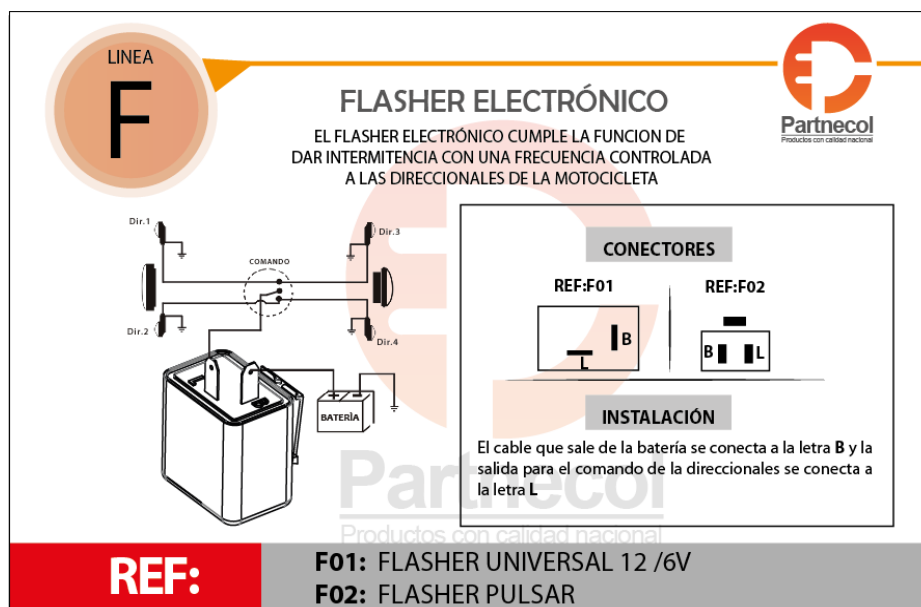 LINEA
F
Partnecol
Productos con calidad nacional
FLASHER ELECTRÓNICO
EL FLASHER ELECTRÓNICO CUMPLE LA FUNCION DE
DAR INTERMITENCIA CON UNA FRECUENCIA CONTROLADA
A LAS DIRECCIONALES DE LA MOTOCICLETA
Dir.1
Dir.3
COMANDO
Dir.2
Dir.4
L
B
+ -
BATERÌA
CONECTORES
REF:F01
REF:F02
B
L
B
L
INSTALACIÓN
El cable que sale de la batería se conecta a la letra B y la
salida para el comando de la direccionales se conecta a
la letra L
Partnecol
Productos con calidad nacional
REF:
F01: FLASHER UNIVERSAL 12 /6V
F02: FLASHER PULSAR